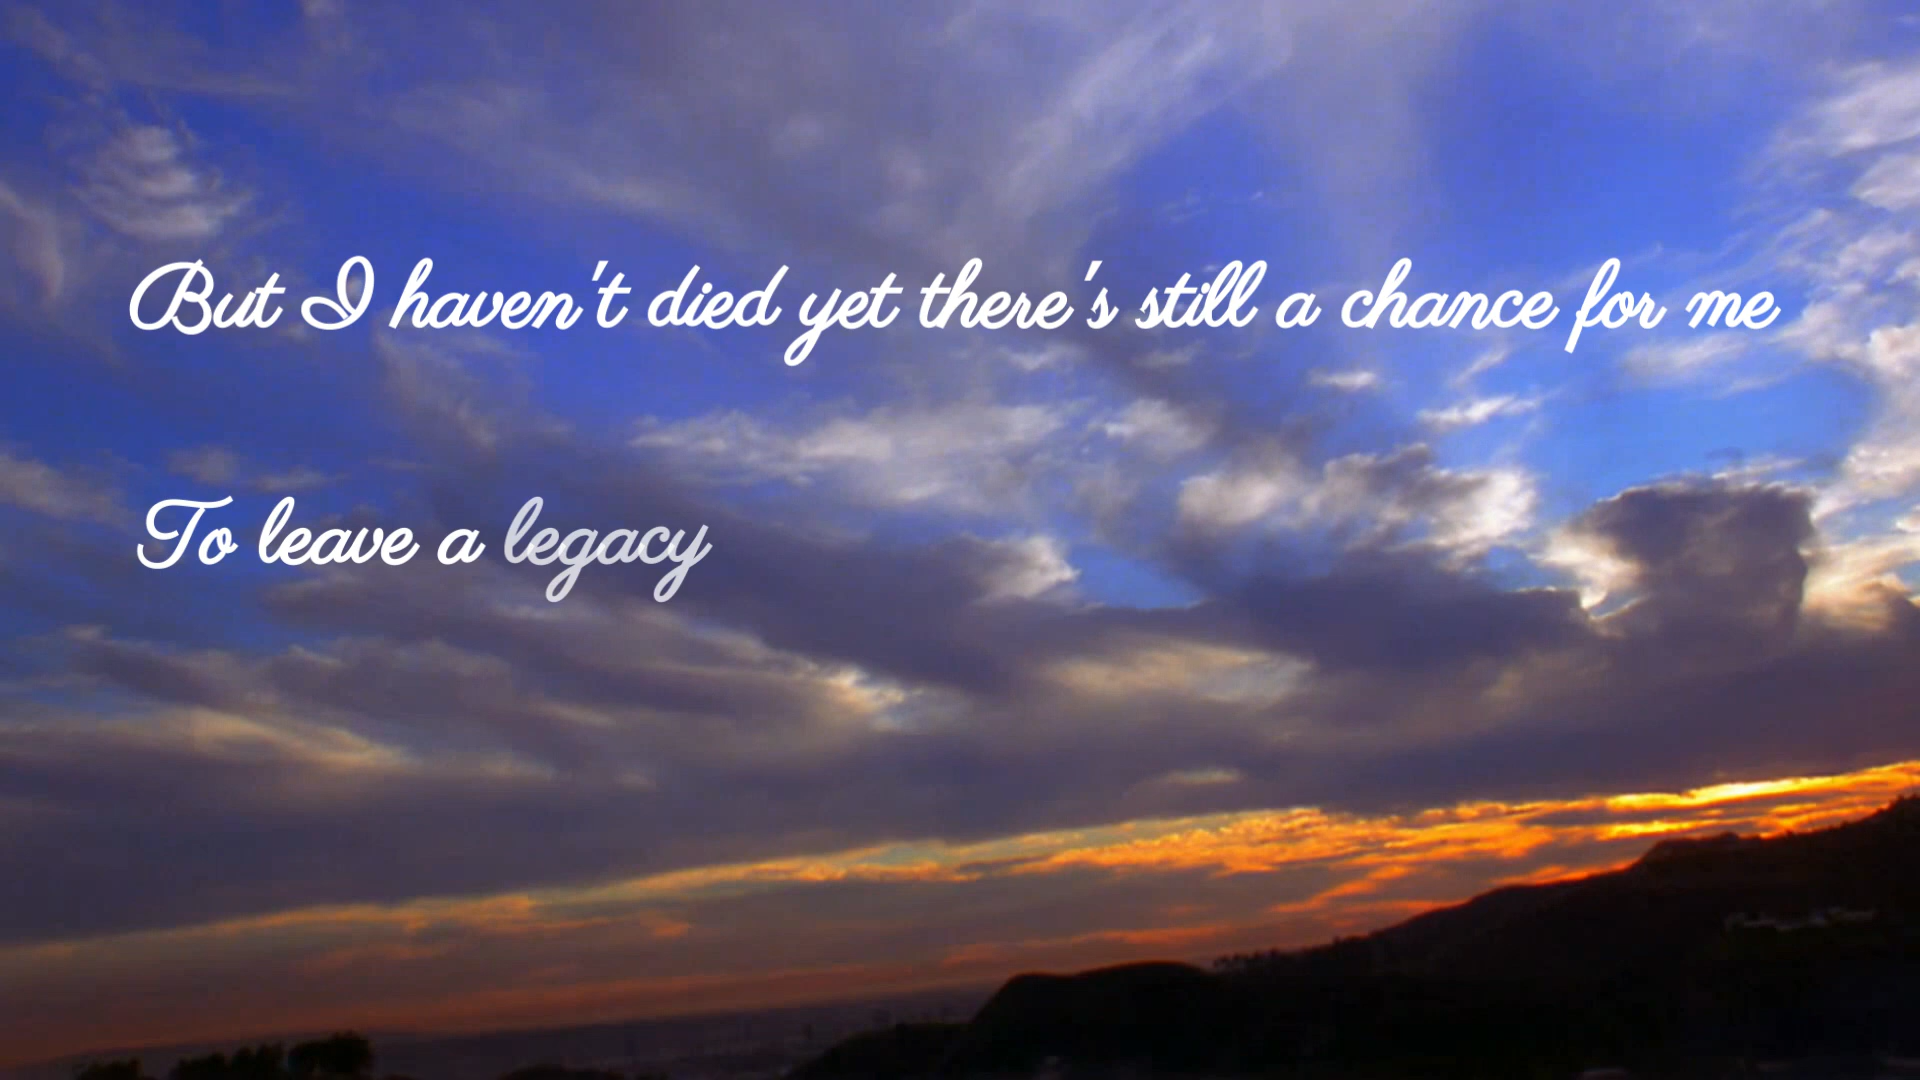 But I haven't died yet there's still a chance for me
To leave a legacy